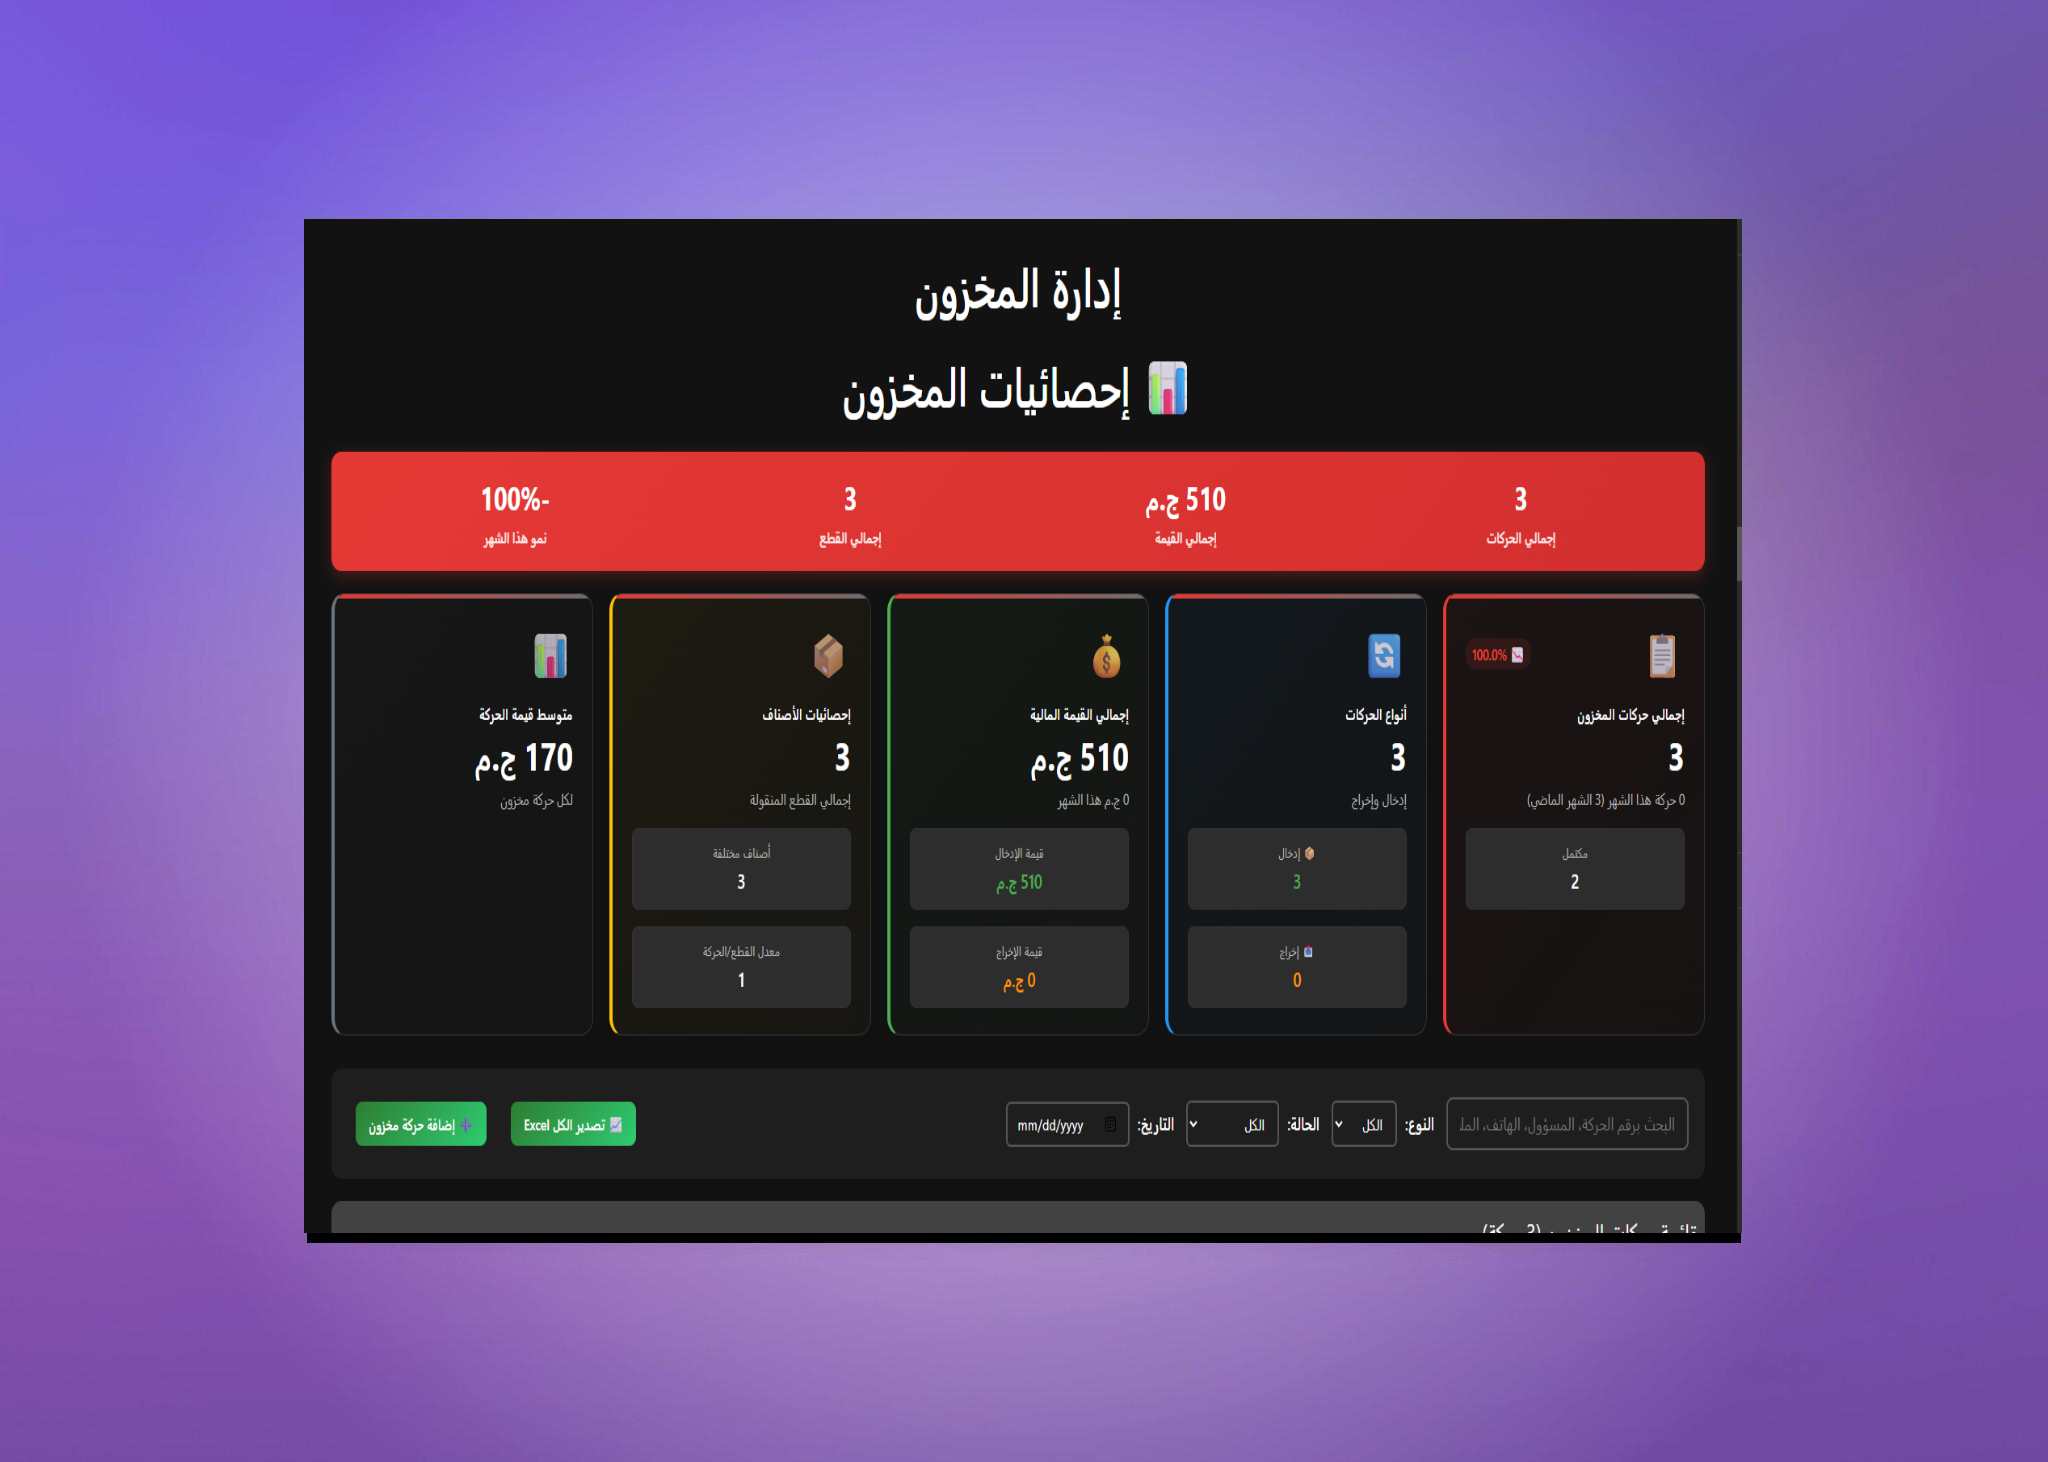 إدارة المخزون
إحصائيات المخزون
3
إجمالي الحركات
510 ج.م
إجمالي القيمة
3
إجمالي القطع
-100%
نمو هذا الشهر
100.0%
إجمالي حركات المخزون
3
0 حركة هذا الشهر (3 الشهر الماضي)
مكتمل
2
أنواع الحركات
3
إدخال وإخراج
إدخال
3
إخراج
0
إجمالي القيمة المالية
510 ج.م
0 ج.م هذا الشهر
قيمة الإدخال
510 ج.م
قيمة الإخراج
0 ج.م
إحصائيات الأصناف
3
إجمالي القطع المنقولة
أصناف مختلفة
3
معدل القطع/الحركة
1
متوسط قيمة الحركة
170 ج.م
لكل حركة مخزون
البحث برقم الحركة، المسؤول، الهاتف، الملا
النوع: الكل
الحالة: الكل
التاريخ: mm/dd/yyyy
تصدير الكل Excel
إضافة حركة مخزون